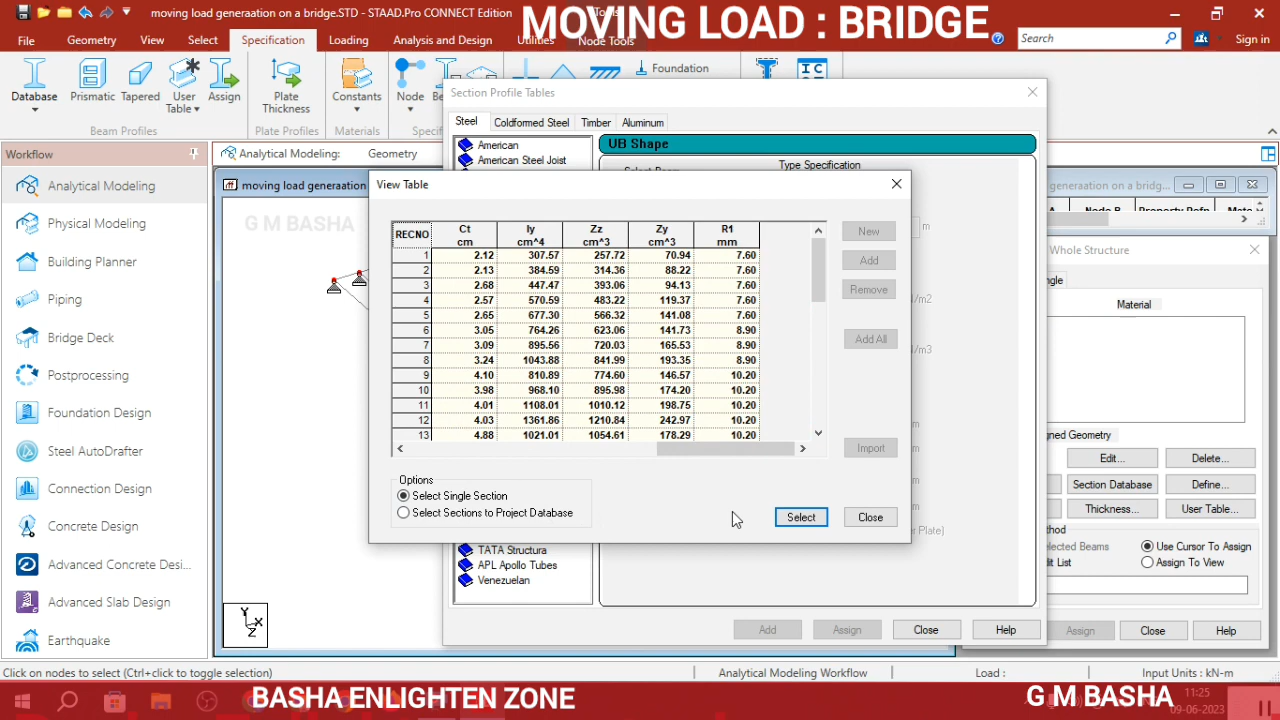 moving load generaation on a bridge.STD - STAAD.Pro CONNECT Edition
MOVING LOAD : BRIDGE
File Geometry View Select Specification Loading Analysis and Design Utilities Node Tools
Search
Sign in
Database Prismatic Tapered User Table Assign
Plate Thickness
Constants
Node
Foundation
Beam Profiles Plate Profiles Materials
Workflow
Analytical Modeling
Physical Modeling
Building Planner
Piping
Bridge Deck
Postprocessing
Foundation Design
Steel AutoDrafter
Connection Design
Concrete Design
Advanced Concrete Desi...
Advanced Slab Design
Earthquake
Analytical Modeling: Geometry
moving load generaation
G M BASHA
Y
X
Z
Section Profile Tables
Steel Coldformed Steel Timber Aluminum
American
American Steel Joist
UB Shape
Type Specification
View Table
RECNO Ct cm Iy cm^4 Zz cm^3 Zy cm^3 R1 mm
1 2.12 307.57 257.72 70.94 7.60
2 2.13 384.59 314.36 88.22 7.60
3 2.68 447.47 393.06 94.13 7.60
4 2.57 570.59 483.22 119.37 7.60
5 2.65 677.30 566.32 141.08 7.60
6 3.05 764.26 623.06 141.73 8.90
7 3.09 895.56 720.03 165.53 8.90
8 3.24 1043.88 841.99 193.35 8.90
9 4.10 810.89 774.60 146.57 10.20
10 3.98 968.10 895.98 174.20 10.20
11 4.01 1108.01 1010.12 198.75 10.20
12 4.03 1361.86 1210.84 242.97 10.20
13 4.88 1021.01 1054.61 178.29 10.20
New
Add
Remove
Add All
Import
Options
Select Single Section
Select Sections to Project Database
Select Close
TATA Structura
APL Apollo Tubes
Venezuelan
Add Assign Close Help
generaation on a bridg...
Whole Structure
Material
Edit... Delete...
Section Database Define...
Thickness... User Table...
Use Cursor To Assign
Assign To View
Assign Close Help
Click on nodes to select (Ctrl+click to toggle selection)
Analytical Modeling Workflow
Load :
Input Units : kN-m
BASHA ENLIGHTEN ZONE
G M BASHA
11:25
09-06-2023